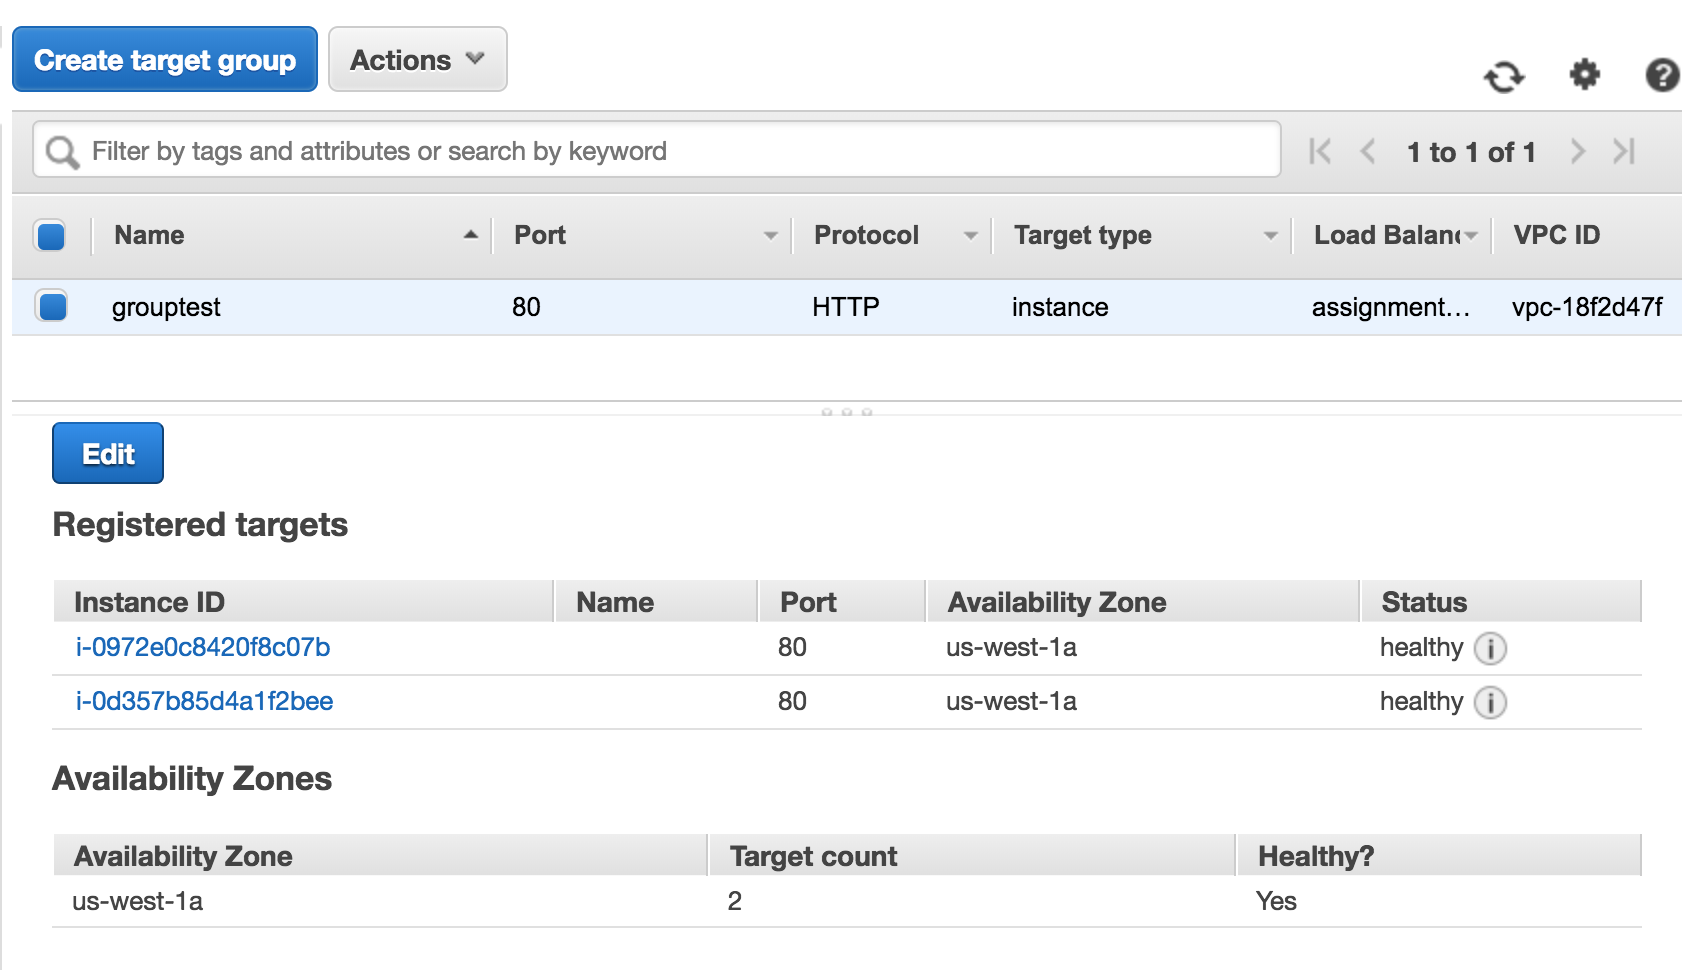 Create target group Actions
Filter by tags and attributes or search by keyword 1 to 1 of 1
Name Port Protocol Target type Load Balanc VPC ID
grouptest 80 HTTP instance assignment... vpc-18f2d47f
Edit
Registered targets
Instance ID Name Port Availability Zone Status
i-0972e0c8420f8c07b 80 us-west-1a healthy
i-0d357b85d4a1f2bee 80 us-west-1a healthy
Availability Zones
Availability Zone Target count Healthy?
us-west-1a 2 Yes